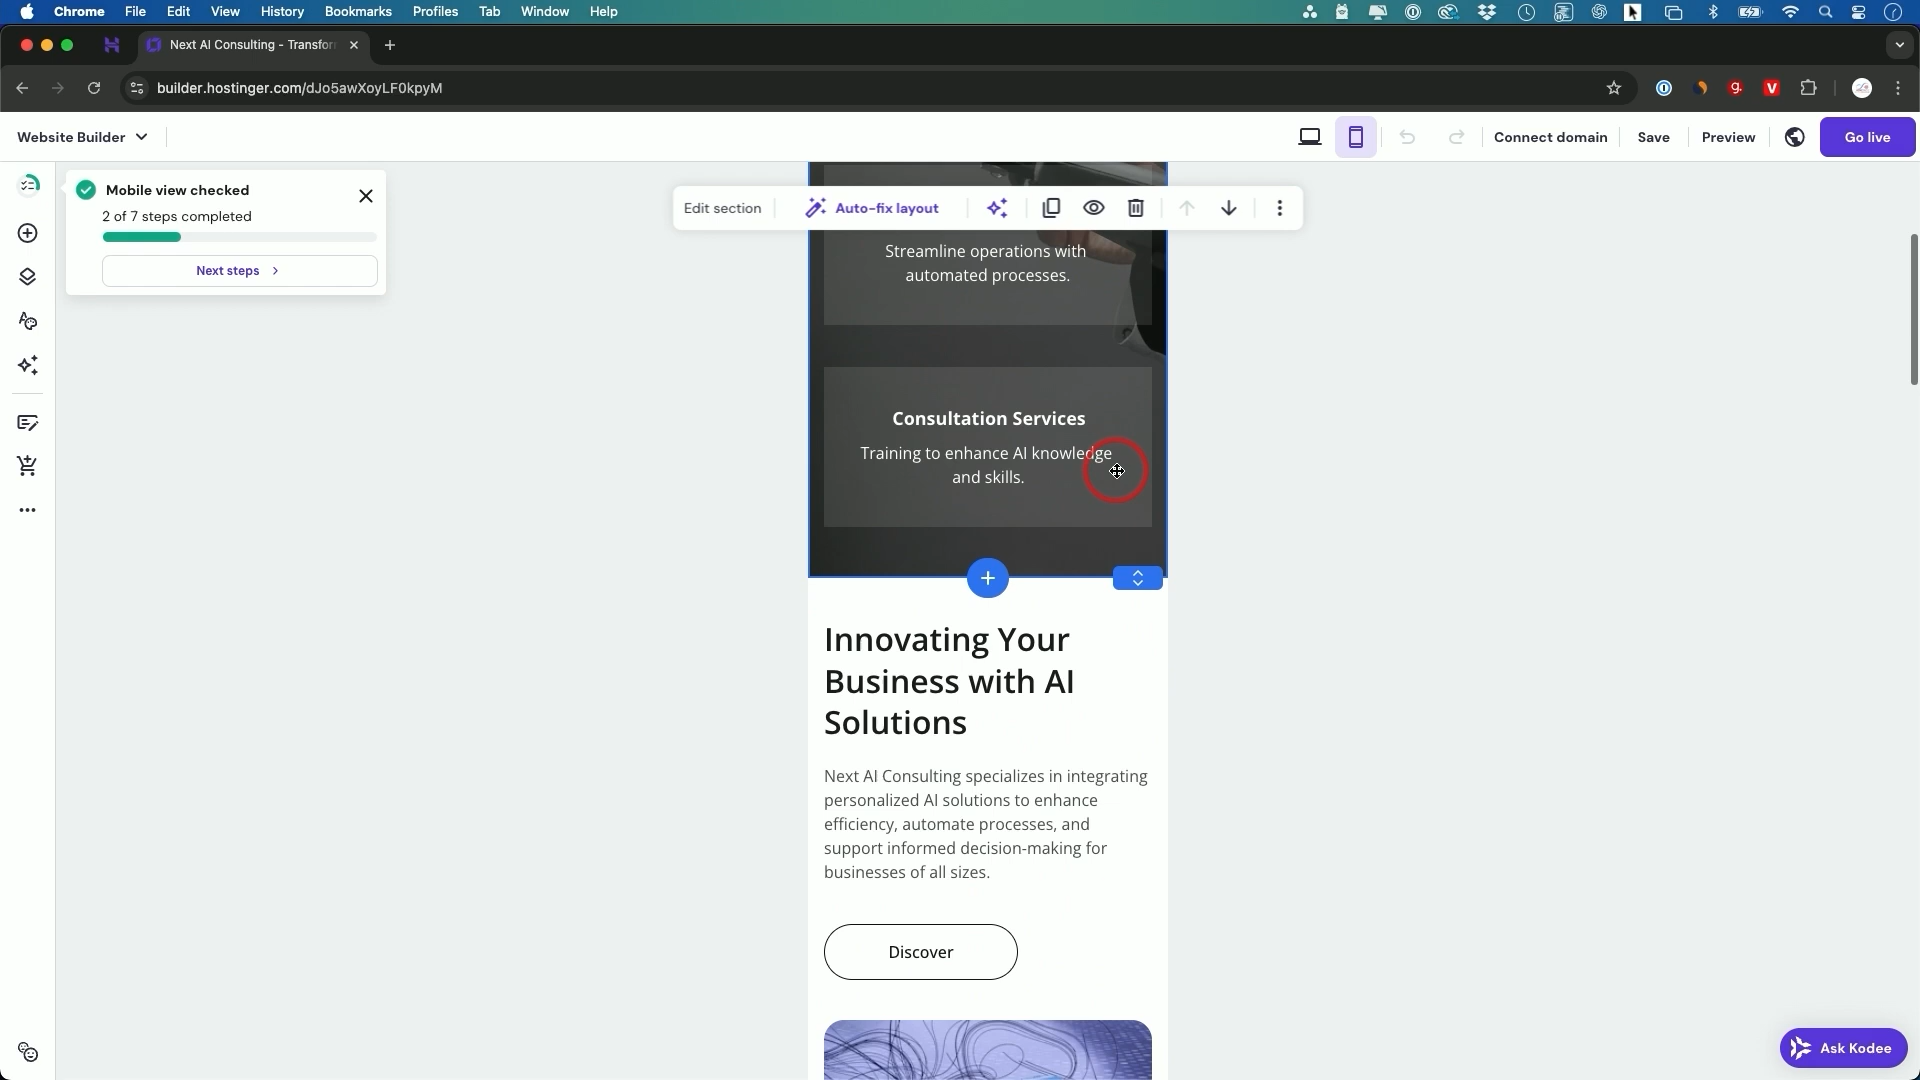 Chrome File Edit View History Bookmarks Profiles Tab Window Help
Next AI Consulting - Transfor
builder.hostinger.com/dJo5awXoyLF0kpyM
Website Builder
Connect domain Save Preview Go live
Mobile view checked
2 of 7 steps completed
Next steps
Edit section Auto-fix layout
Streamline operations with
automated processes.
Consultation Services
Training to enhance AI knowledge
and skills.
Innovating Your
Business with AI
Solutions
Next AI Consulting specializes in integrating
personalized AI solutions to enhance
efficiency, automate processes, and
support informed decision-making for
businesses of all sizes.
Discover
Ask Kodee